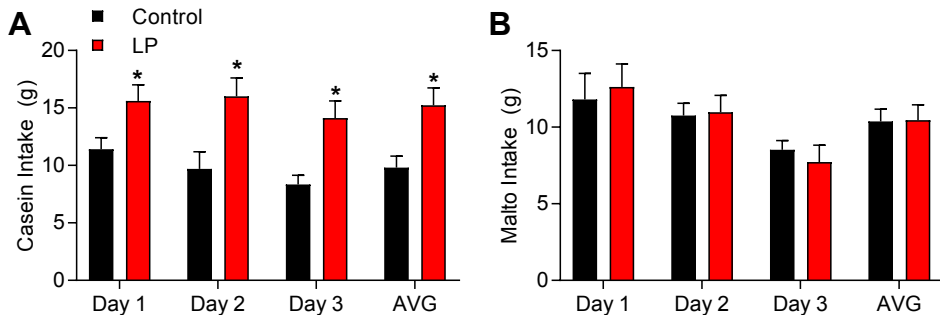 A
Control
LP
Casein Intake (g)
20
15
10
5
0
* * * *
Day 1 Day 2 Day 3 AVG
B
Malto Intake (g)
15
10
5
0
Day 1 Day 2 Day 3 AVG